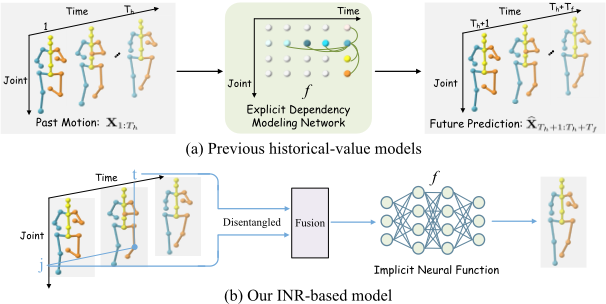 Time
1
T_h
Joint
Past Motion: X_{1:T_h}
Time
Joint
f
Explicit Dependency
Modeling Network
Time
T_h+1
T_h+T_f
Joint
Future Prediction: X̂_{T_h+1:T_h+T_f}
(a) Previous historical-value models
Time
t
Joint
j
Disentangled
Fusion
f
Implicit Neural Function
(b) Our INR-based model